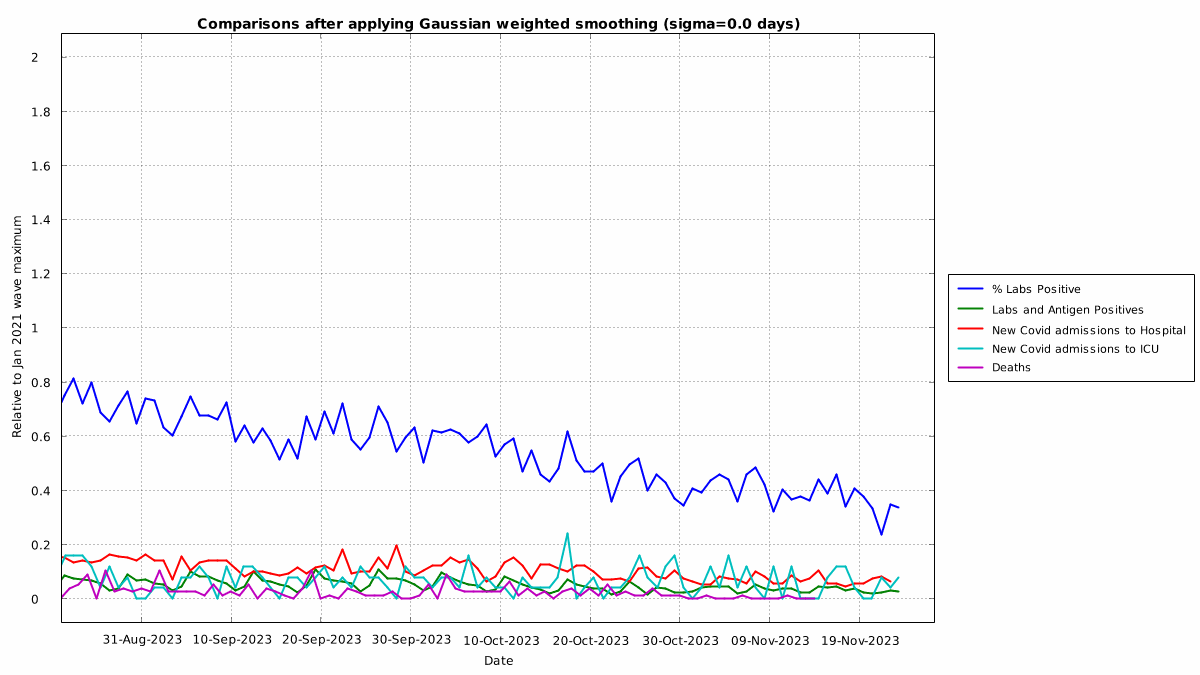 Comparisons after applying Gaussian weighted smoothing (sigma=0.0 days)
Relative to Jan 2021 wave maximum
2
1.8
1.6
1.4
1.2
1
0.8
0.6
0.4
0.2
0
31-Aug-2023 10-Sep-2023 20-Sep-2023 30-Sep-2023 10-Oct-2023 20-Oct-2023 30-Oct-2023 09-Nov-2023 19-Nov-2023
Date
% Labs Positive
Labs and Antigen Positives
New Covid admissions to Hospital
New Covid admissions to ICU
Deaths